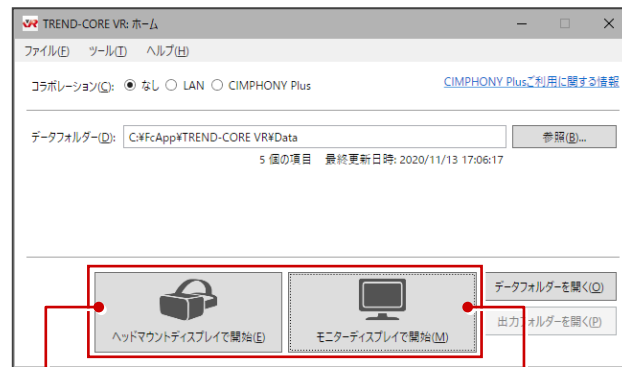 TREND-CORE VR: ホーム
ファイル(F) ツール(T) ヘルプ(H)
コラボレーション(C): なし LAN CIMPHONY Plus CIMPHONY Plusご利用に関する情報
データフォルダー(D): C:¥FcApp¥TREND-CORE VR¥Data 参照(B)...
5 個の項目 最終更新日時: 2020/11/13 17:06:17
データフォルダーを開く(O)
出力フォルダーを開く(P)
ヘッドマウントディスプレイで開始(E) モニターディスプレイで開始(M)